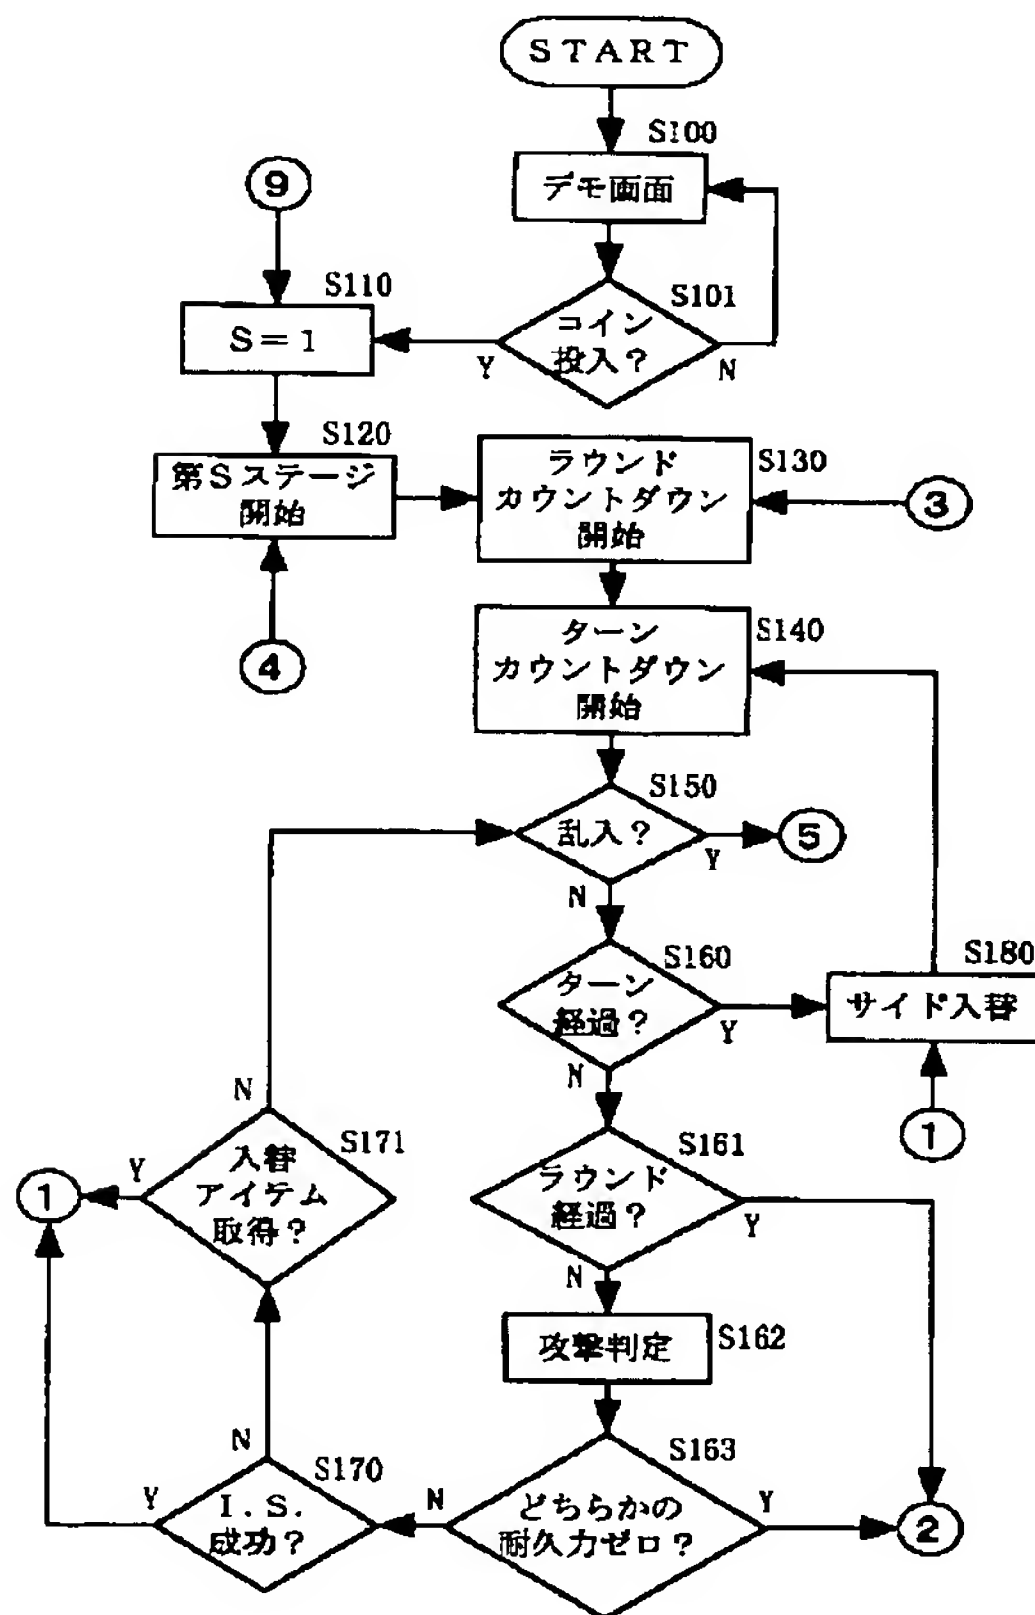 START
S100
デモ画面
9
S110
S=1
S101
コイン
投入?
Y
N
S120
第Sステージ
開始
S130
ラウンド
カウントダウン
開始
3
4
S140
ターン
カウントダウン
開始
S150
乱入?
Y
5
N
S160
ターン
経過?
Y
N
S180
サイド入替
1
S171
入替
アイテム
取得?
N
Y
1
S161
ラウンド
経過?
Y
N
攻撃判定
S162
S163
どちらかの
耐久力ゼロ?
N
Y
2
S170
I.S.
成功?
N
Y